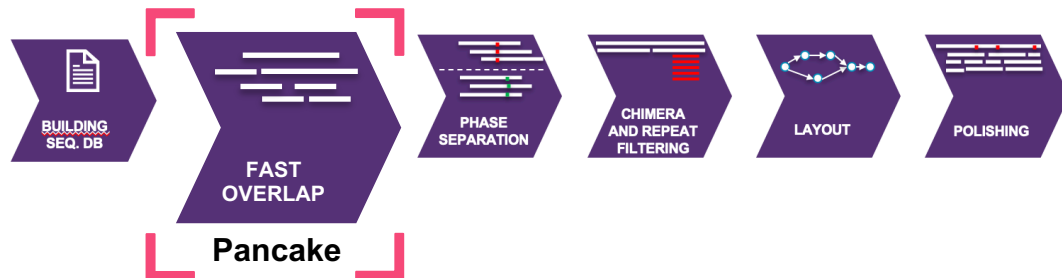 BUILDING
SEQ. DB
FAST
OVERLAP
Pancake
PHASE
SEPARATION
CHIMERA
AND REPEAT
FILTERING
LAYOUT
POLISHING